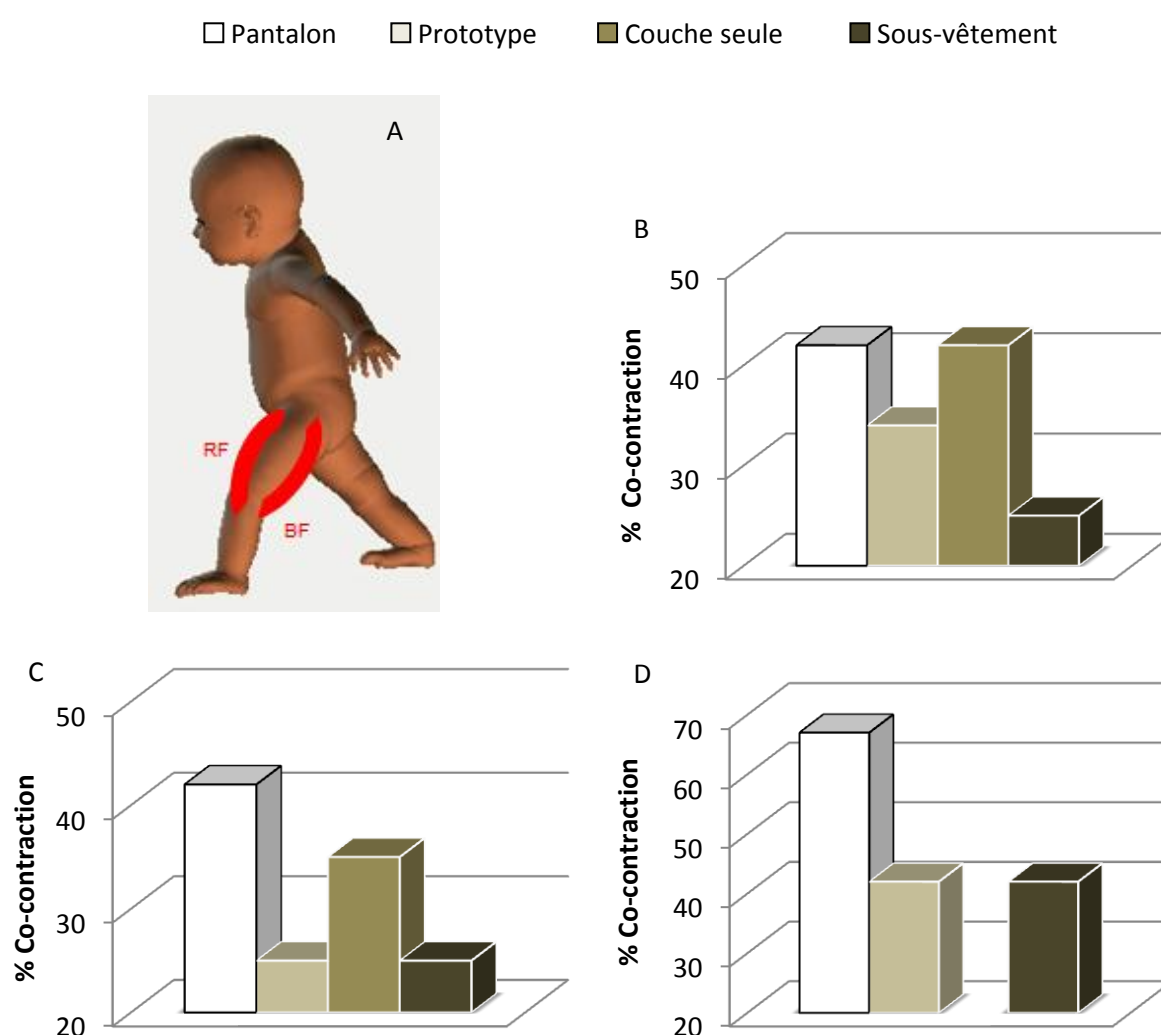 Pantalon Prototype Couche seule Sous-vêtement
A
RF
BF
B
% Co-contraction
50
40
30
20
C
% Co-contraction
50
40
30
20
D
% Co-contraction
70
60
50
40
30
20